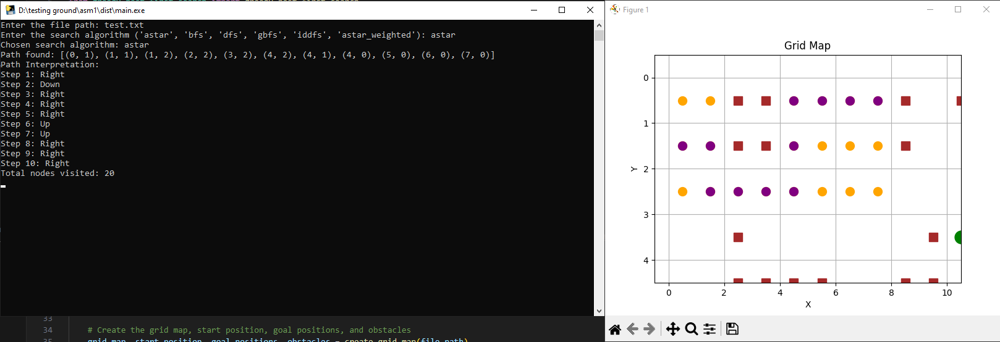 D:\testing ground\asm1\dist\main.exe
Enter the file path: test.txt
Enter the search algorithm ('astar', 'bfs', 'dfs', 'gbfs', 'iddfs', 'astar_weighted'): astar
Chosen search algorithm: astar
Path found: [(0, 1), (1, 1), (1, 2), (2, 2), (3, 2), (4, 2), (4, 1), (4, 0), (5, 0), (6, 0), (7, 0)]
Path Interpretation:
Step 1: Right
Step 2: Down
Step 3: Right
Step 4: Right
Step 5: Right
Step 6: Up
Step 7: Up
Step 8: Right
Step 9: Right
Step 10: Right
Total nodes visited: 20
33
34 # Create the grid map, start position, goal positions, and obstacles
35 grid_map, start_position, goal_positions, obstacles = create_grid_map(file_path)
Figure 1
Grid Map
0
1
2
3
4
Y
0 2 4 6 8 10
X